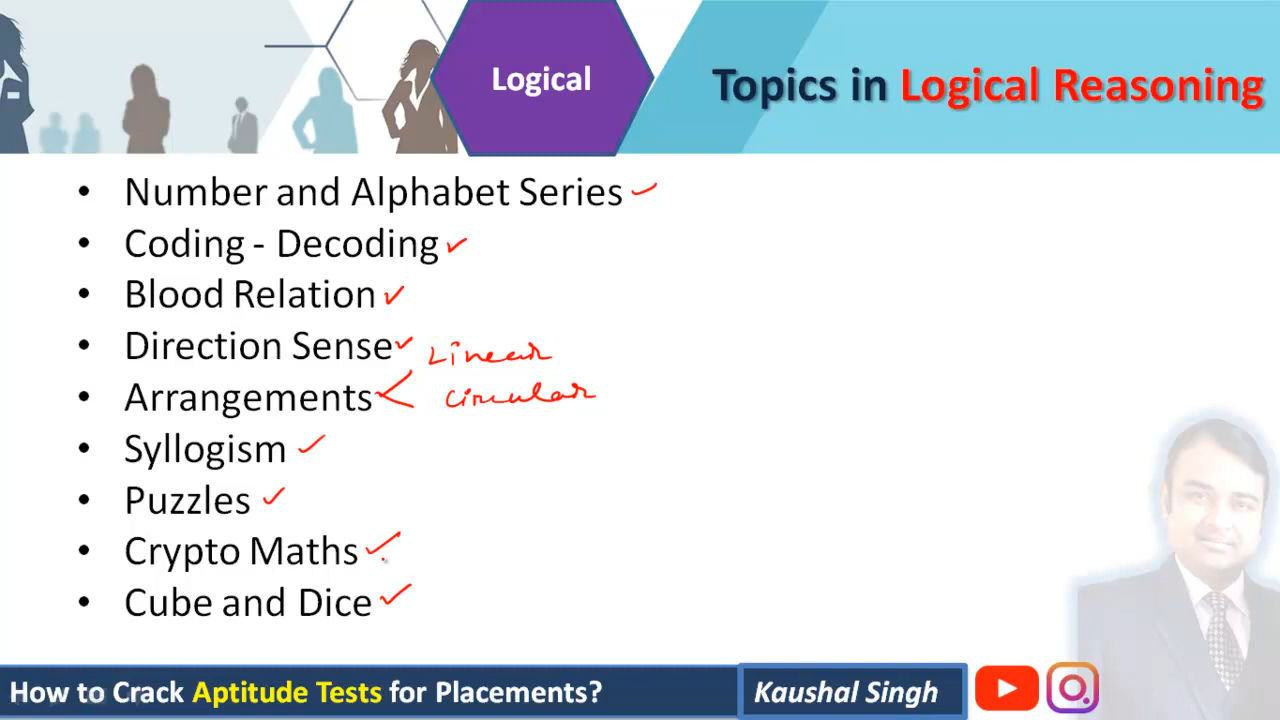 Logical
Topics in Logical Reasoning
• Number and Alphabet Series
• Coding - Decoding
• Blood Relation
• Direction Sense
Linear
• Arrangements
Circular
• Syllogism
• Puzzles
• Crypto Maths
• Cube and Dice
How to Crack Aptitude Tests for Placements?
Kaushal Singh